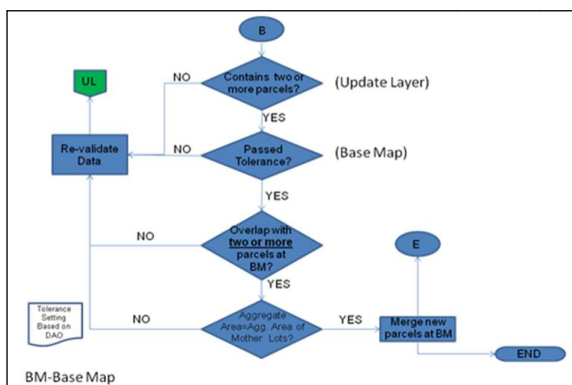 B
NO
Contains two or
more parcels?
(Update Layer)
UL
YES
Re-validate
Data
NO
Passed
Tolerance?
(Base Map)
YES
NO
Overlap with
two or more
parcels at
BM?
E
YES
Tolerance
Setting
Based on
DAO
NO
Aggregate
Area=Agg. Area of
Mother Lots?
YES
Merge new
parcels at BM
END
BM-Base Map